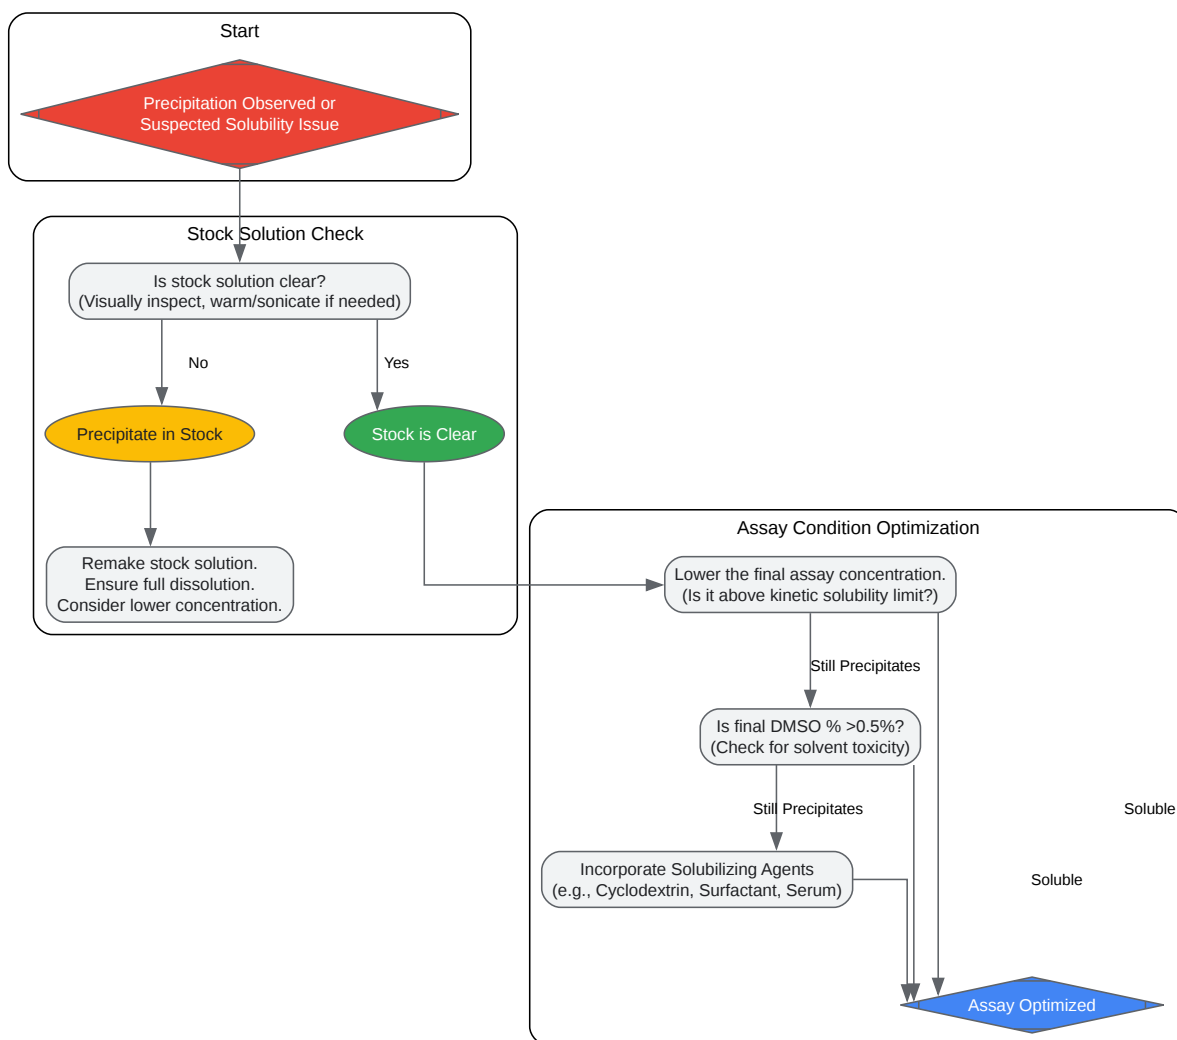 Start
Precipitation Observed or
Suspected Solubility Issue
Stock Solution Check
Is stock solution clear?
(Visually inspect, warm/sonicate if needed)
No
Yes
Precipitate in Stock
Stock is Clear
Remake stock solution.
Ensure full dissolution.
Consider lower concentration.
Assay Condition Optimization
Lower the final assay concentration.
(Is it above kinetic solubility limit?)
Still Precipitates
Is final DMSO % >0.5%?
(Check for solvent toxicity)
Still Precipitates
Soluble
Incorporate Solubilizing Agents
(e.g., Cyclodextrin, Surfactant, Serum)
Soluble
Assay Optimized